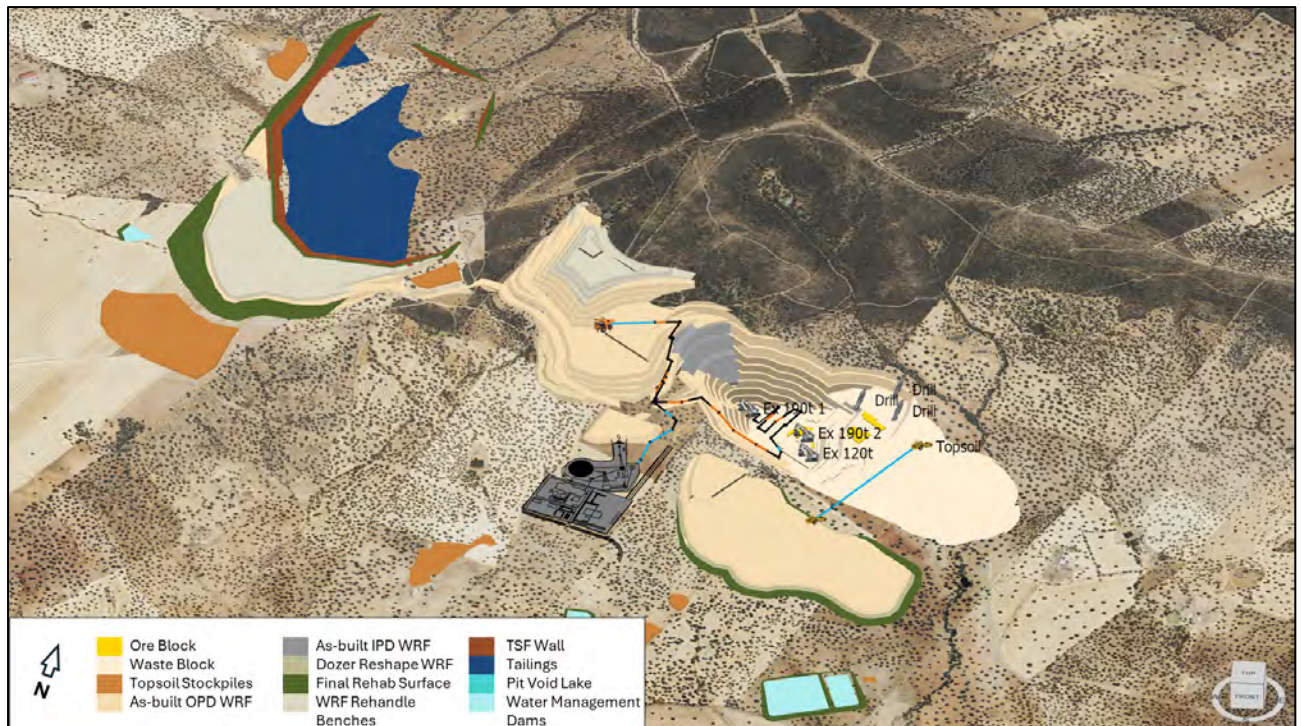 Drill
Drill
Drill
Ex 190t 1
Ex 190t 2
Ex 120t
Topsoil
N
Ore Block
Waste Block
Topsoil Stockpiles
As-built OPD WRF
As-built IPD WRF
Dozer Reshape WRF
Final Rehab Surface
WRF Rehandle
Benches
TSF Wall
Tailings
Pit Void Lake
Water Management
Dams
TOP
FRONT